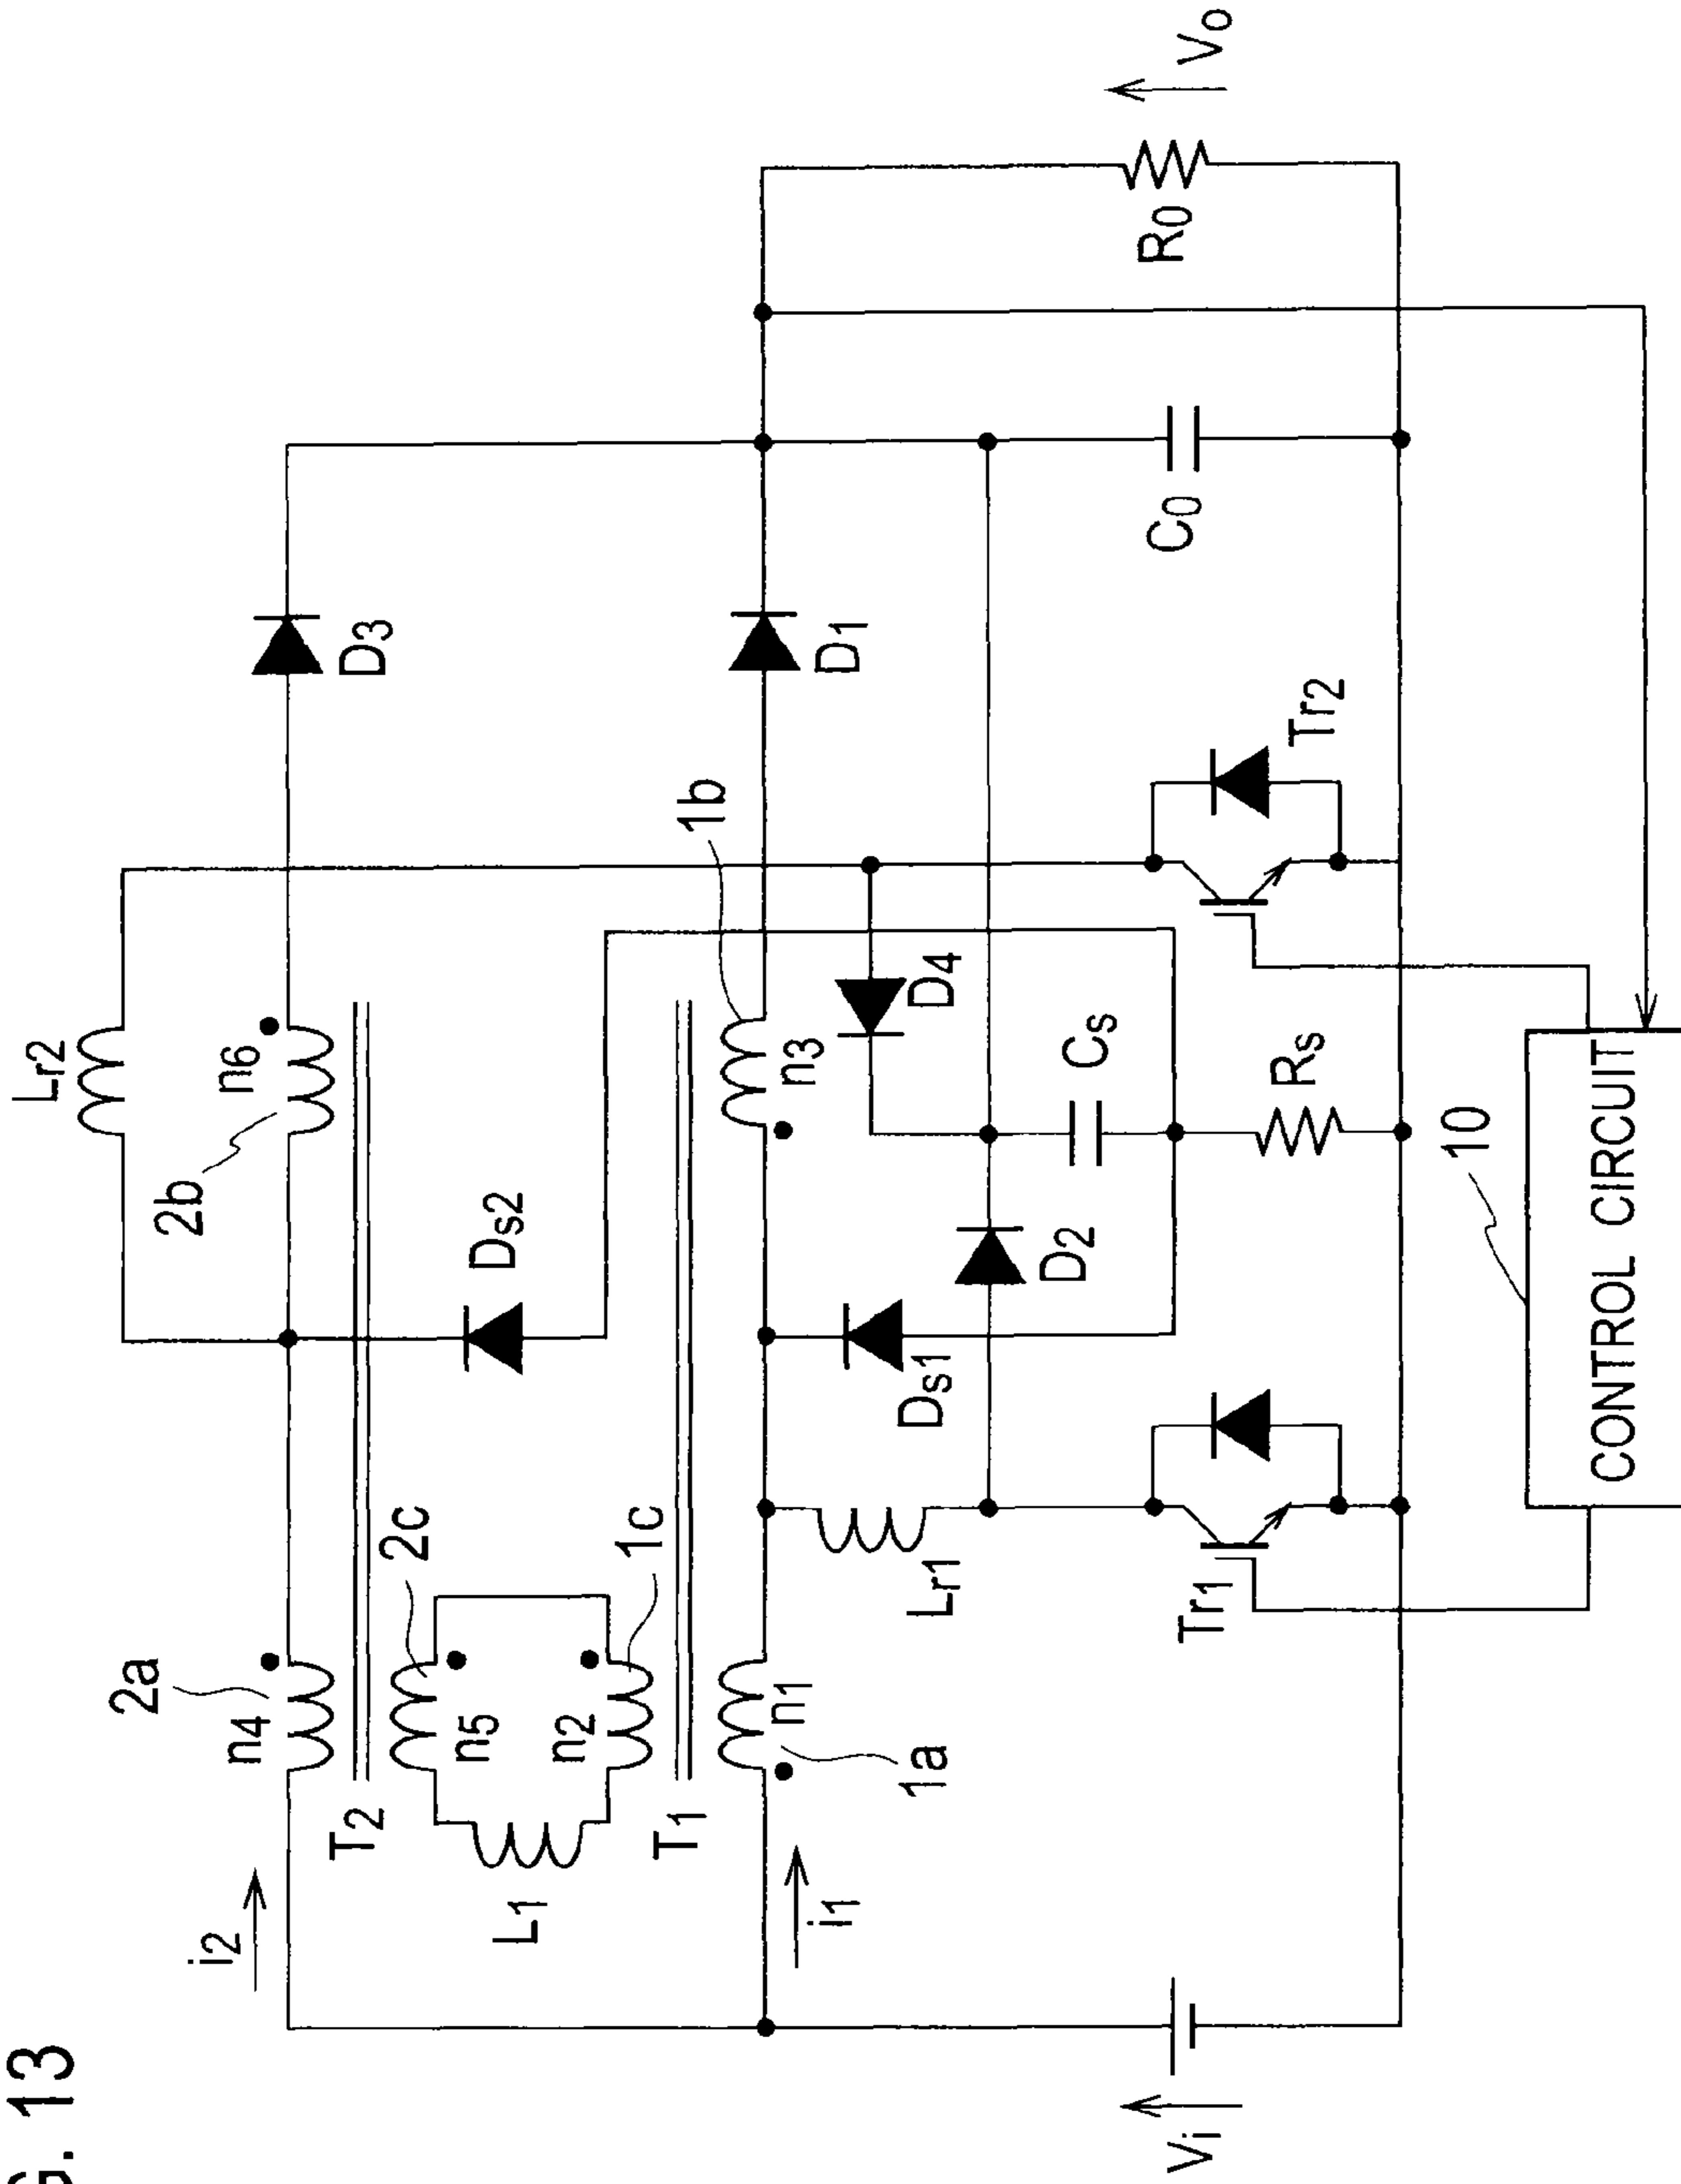 G. 13
Lr2
n6
2b
D3
2a
n4
i2
T2
2c
n5
Ds2
L1
n2
1c
T1
1b
n3
D1
n1
1a
i1
D4
Lr1
Ds1
D2
Cs
Rs
C0
R0
Vo
Vi
Tr1
Tr2
10
CONTROL CIRCUIT